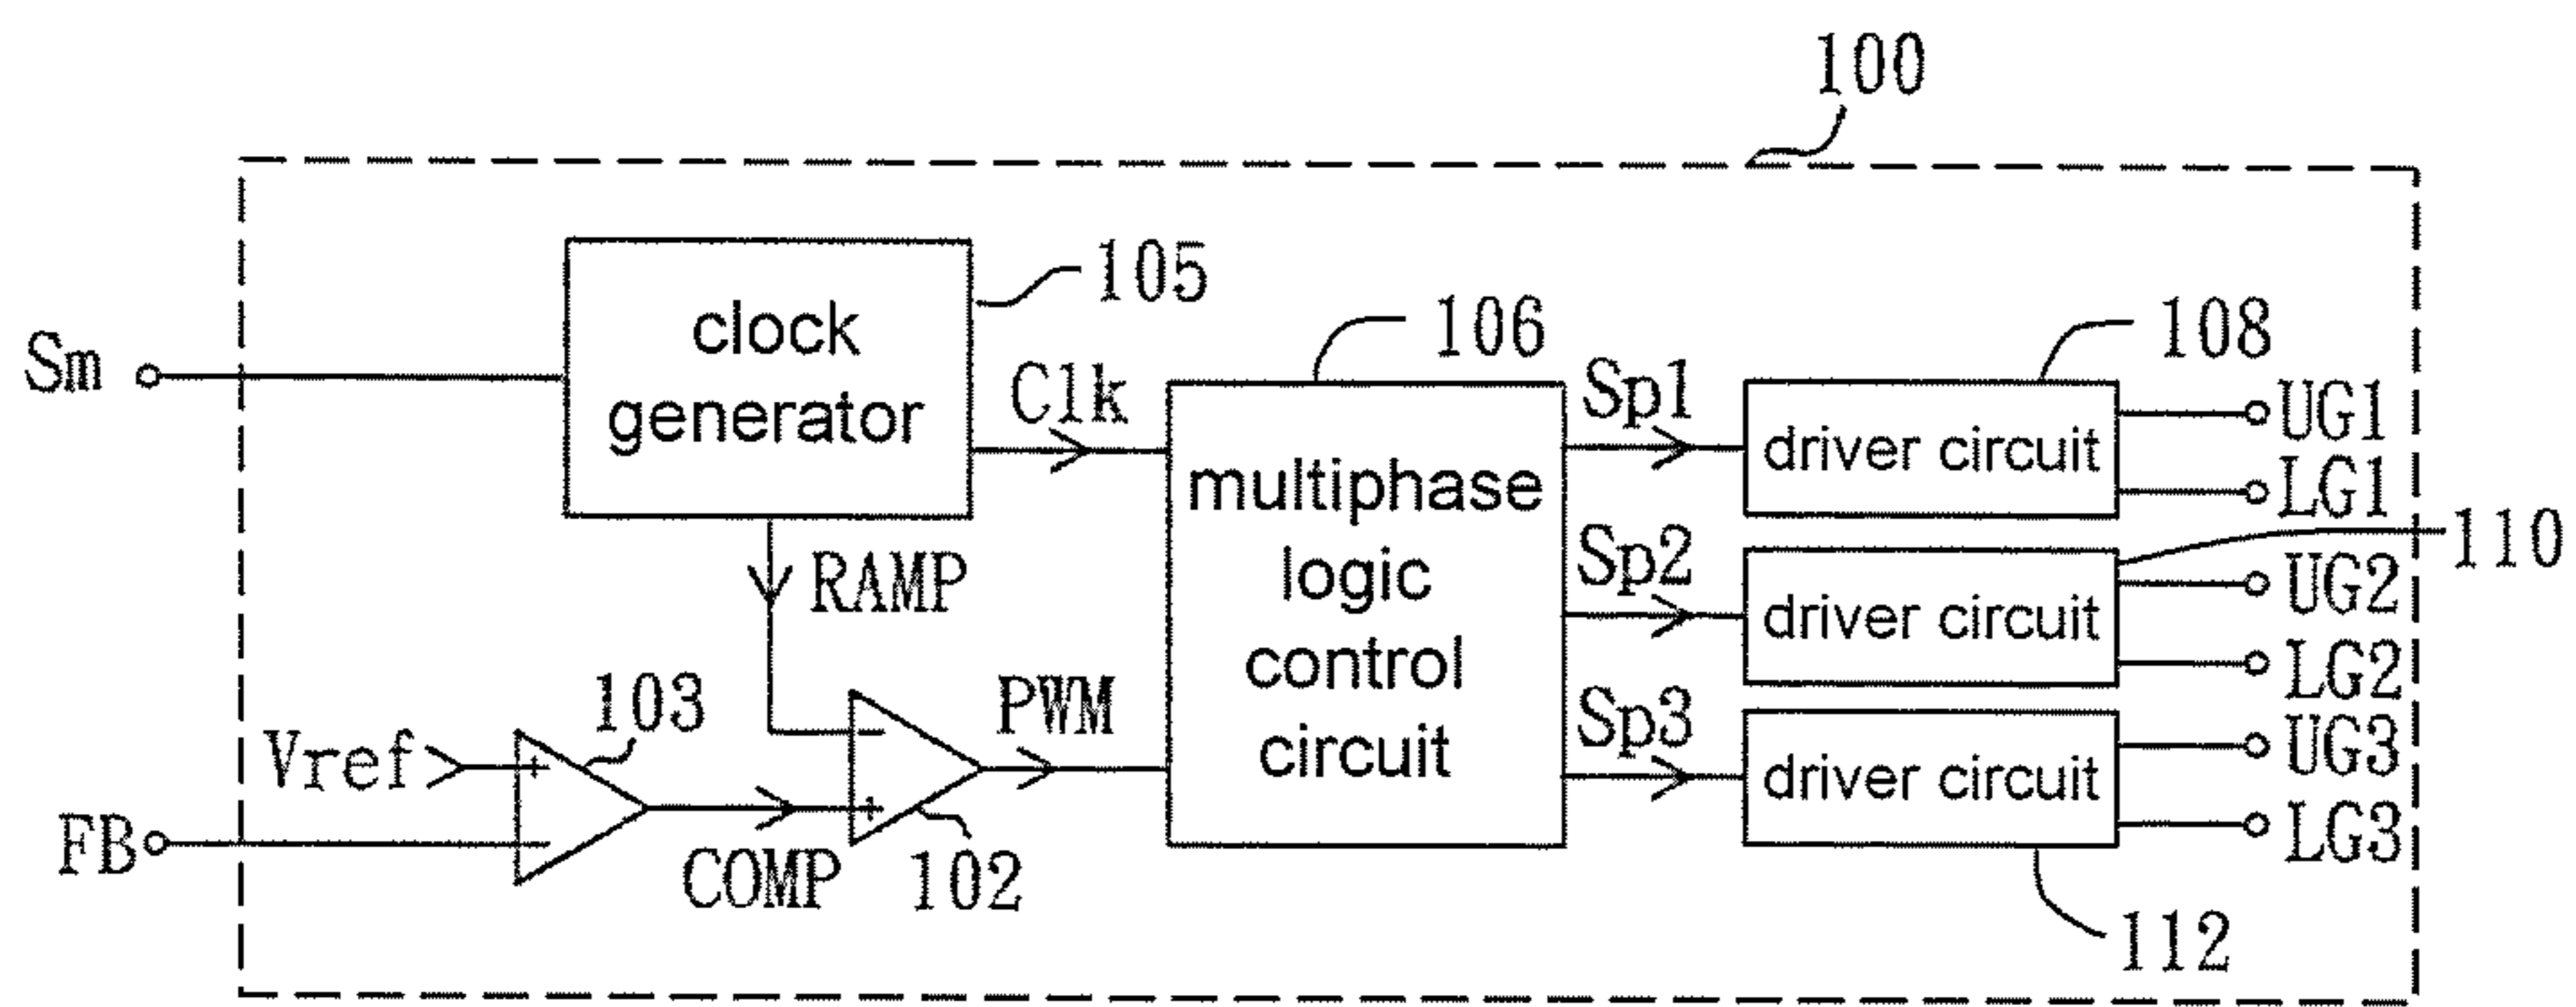 100
clock
generator
105
Sm
Clk
RAMP
106
multiphase
logic
control
circuit
Sp1
Sp2
Sp3
108
driver circuit
UG1
LG1
110
driver circuit
UG2
LG2
driver circuit
UG3
LG3
112
Vref
+
-
103
FB
COMP
-
+
102
PWM